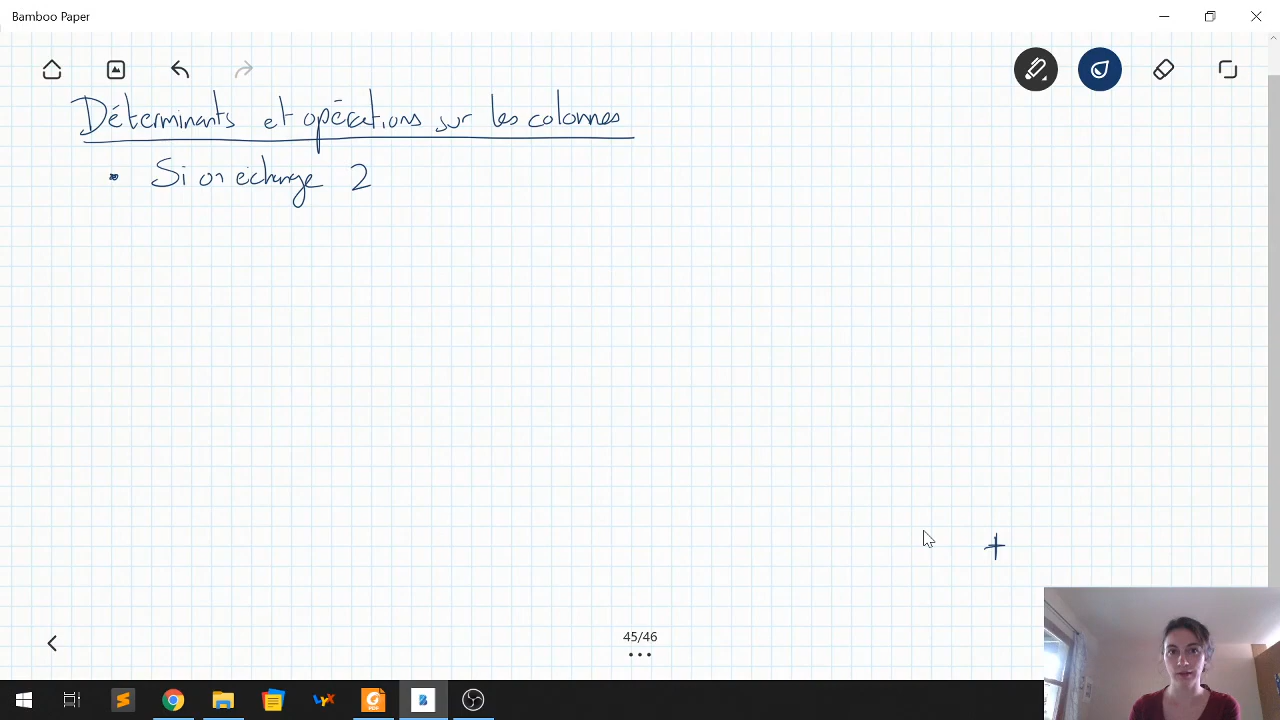 Bamboo Paper
Déterminants et opérations sur les colonnes
• Si on échange 2
+
45/46